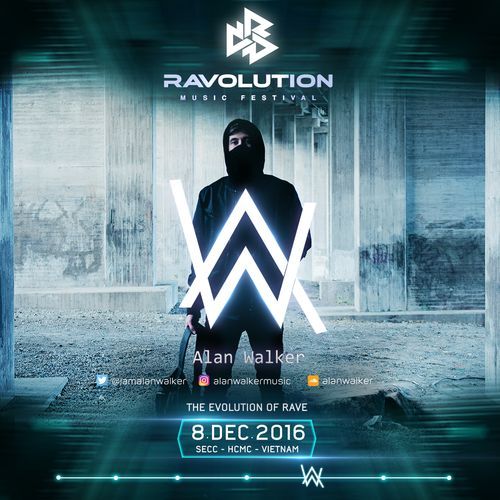 RAVOLUTION
MUSIC FESTIVAL
Alan Walker
@iamalanwalker alanwalkermusic alanwalker
THE EVOLUTION OF RAVE
8.DEC.2016
SECC - HCMC - VIETNAM